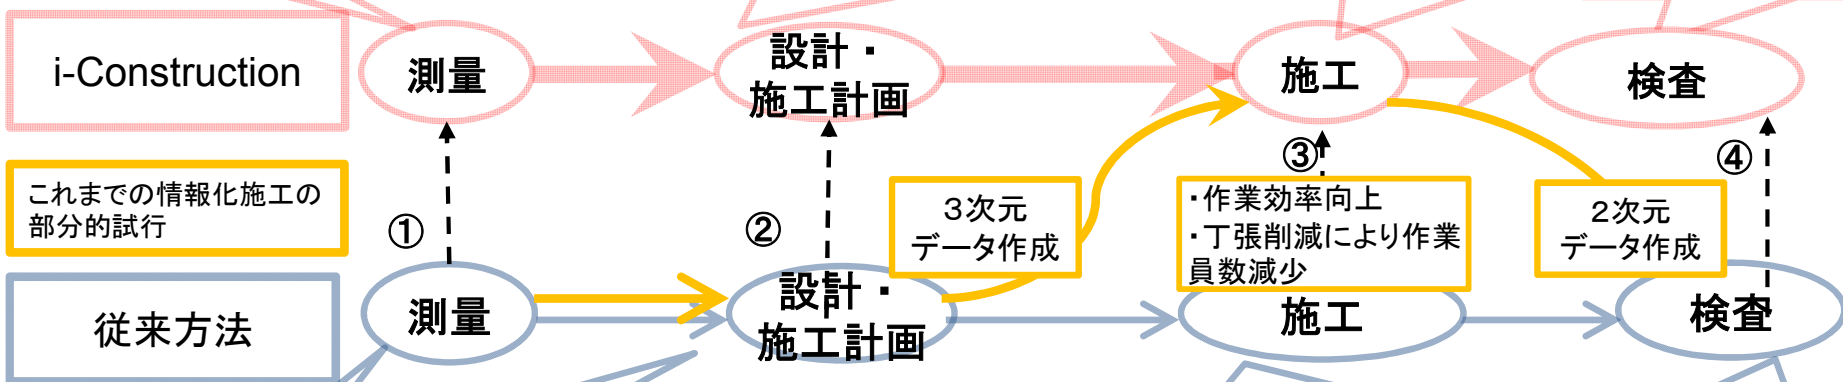 i-Construction
測量
設計・
施工計画
施工
検査
これまでの情報化施工の
部分的試行
①
②
３次元
データ作成
③
・作業効率向上
・丁張削減により作業
員数減少
２次元
データ作成
④
従来方法
測量
設計・
施工計画
施工
検査